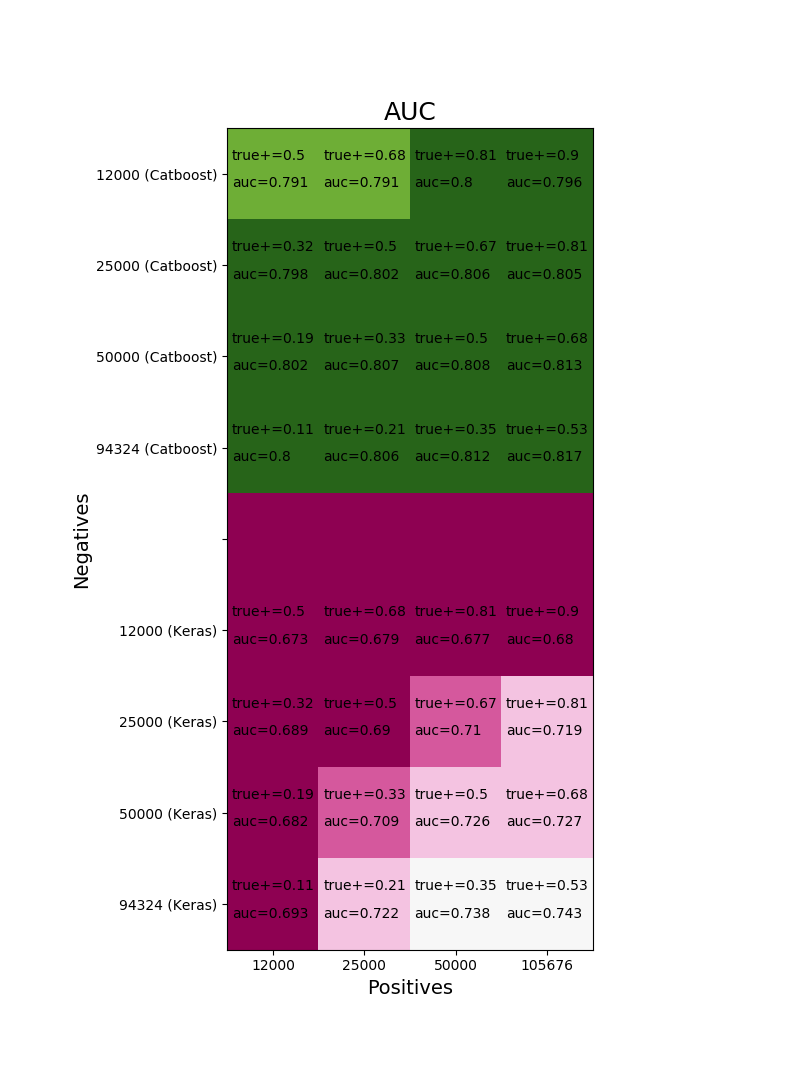 AUC
true+=0.5 true+=0.68 true+=0.81 true+=0.9
12000 (Catboost)
auc=0.791 auc=0.791 auc=0.8 auc=0.796
true+=0.32 true+=0.5 true+=0.67 true+=0.81
25000 (Catboost)
auc=0.798 auc=0.802 auc=0.806 auc=0.805
true+=0.19 true+=0.33 true+=0.5 true+=0.68
50000 (Catboost)
auc=0.802 auc=0.807 auc=0.808 auc=0.813
true+=0.11 true+=0.21 true+=0.35 true+=0.53
94324 (Catboost)
auc=0.8 auc=0.806 auc=0.812 auc=0.817
Negatives
true+=0.5 true+=0.68 true+=0.81 true+=0.9
12000 (Keras)
auc=0.673 auc=0.679 auc=0.677 auc=0.68
true+=0.32 true+=0.5 true+=0.67 true+=0.81
25000 (Keras)
auc=0.689 auc=0.69 auc=0.71 auc=0.719
true+=0.19 true+=0.33 true+=0.5 true+=0.68
50000 (Keras)
auc=0.682 auc=0.709 auc=0.726 auc=0.727
true+=0.11 true+=0.21 true+=0.35 true+=0.53
94324 (Keras)
auc=0.693 auc=0.722 auc=0.738 auc=0.743
12000 25000 50000 105676
Positives